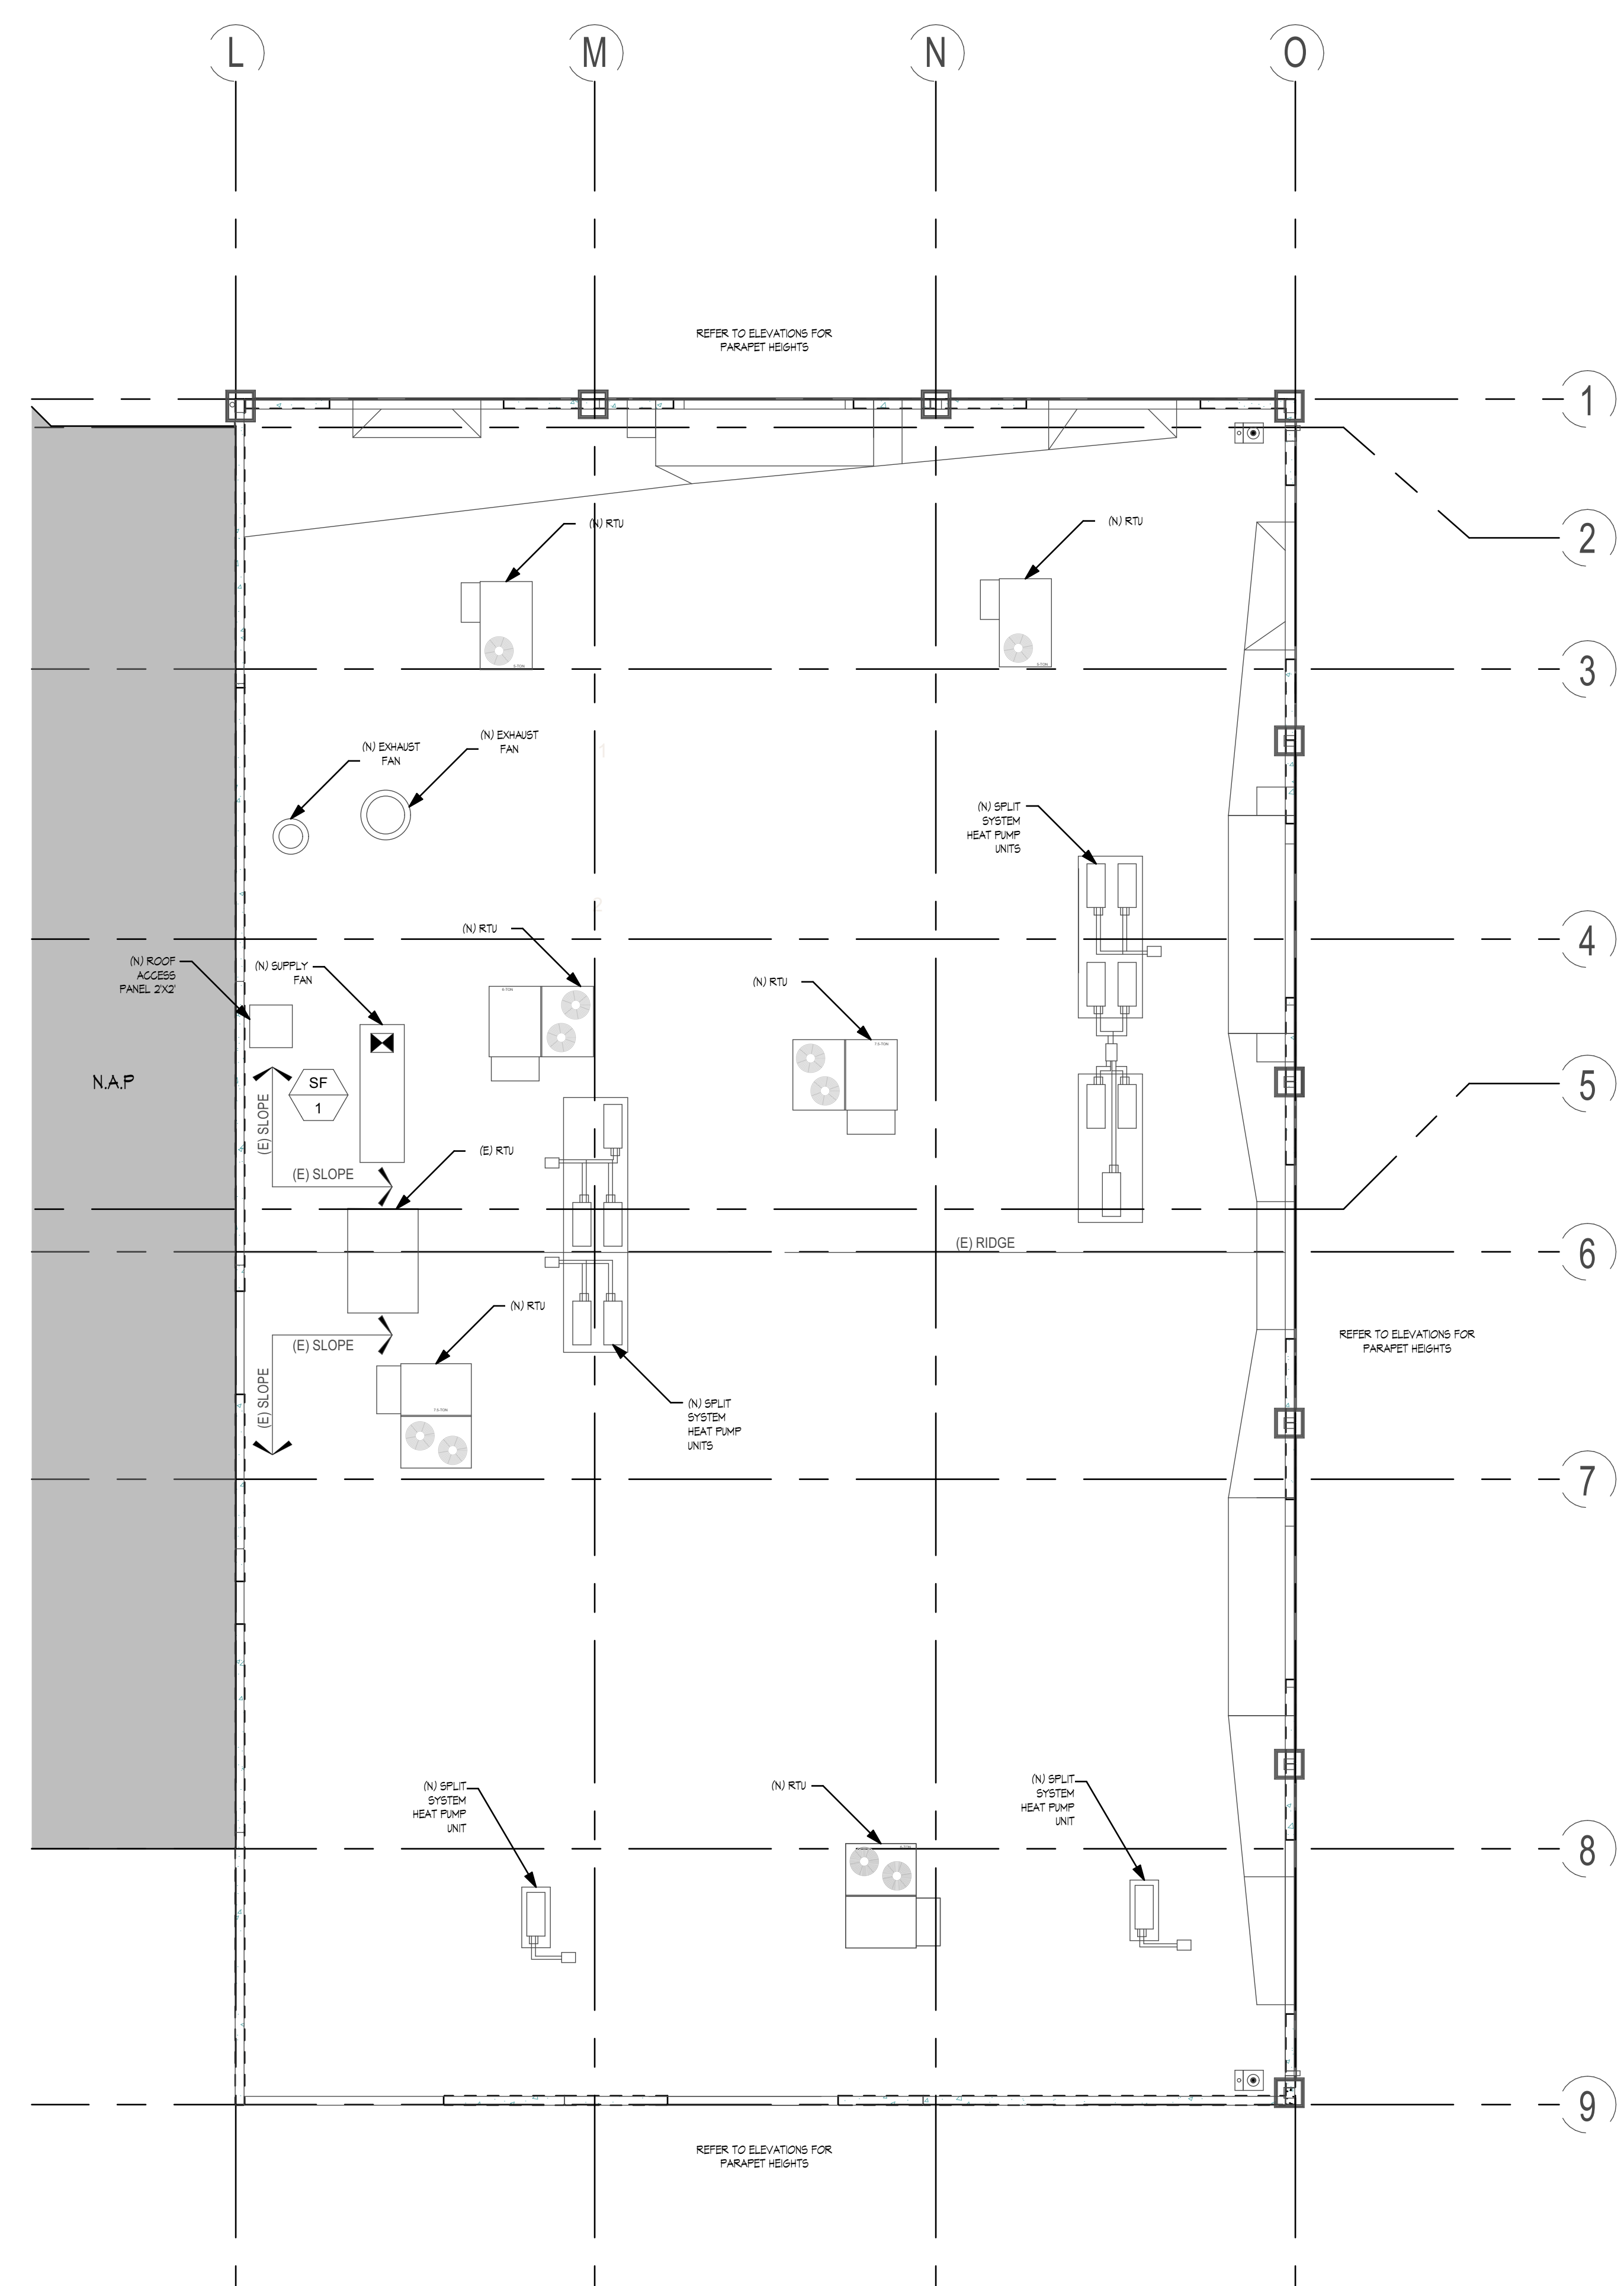 L
M
N
O
REFER TO ELEVATIONS FOR
PARAPET HEIGHTS
1
2
(N) RTU
(N) RTU
3
(N) EXHAUST
FAN
(N) EXHAUST
FAN
1
(N) SPLIT
SYSTEM
HEAT PUMP
UNITS
2
(N) RTU
4
(N) ROOF
ACCESS
PANEL 2'X2'
(N) SUPPLY
FAN
(N) RTU
N.A.P
SF
1
5
(E) SLOPE
(E) SLOPE
(E) RTU
(E) RIDGE
6
(N) RTU
(E) SLOPE
(E) SLOPE
REFER TO ELEVATIONS FOR
PARAPET HEIGHTS
(N) SPLIT
SYSTEM
HEAT PUMP
UNITS
7
(N) SPLIT
SYSTEM
HEAT PUMP
UNIT
(N) RTU
(N) SPLIT
SYSTEM
HEAT PUMP
UNIT
8
9
REFER TO ELEVATIONS FOR
PARAPET HEIGHTS